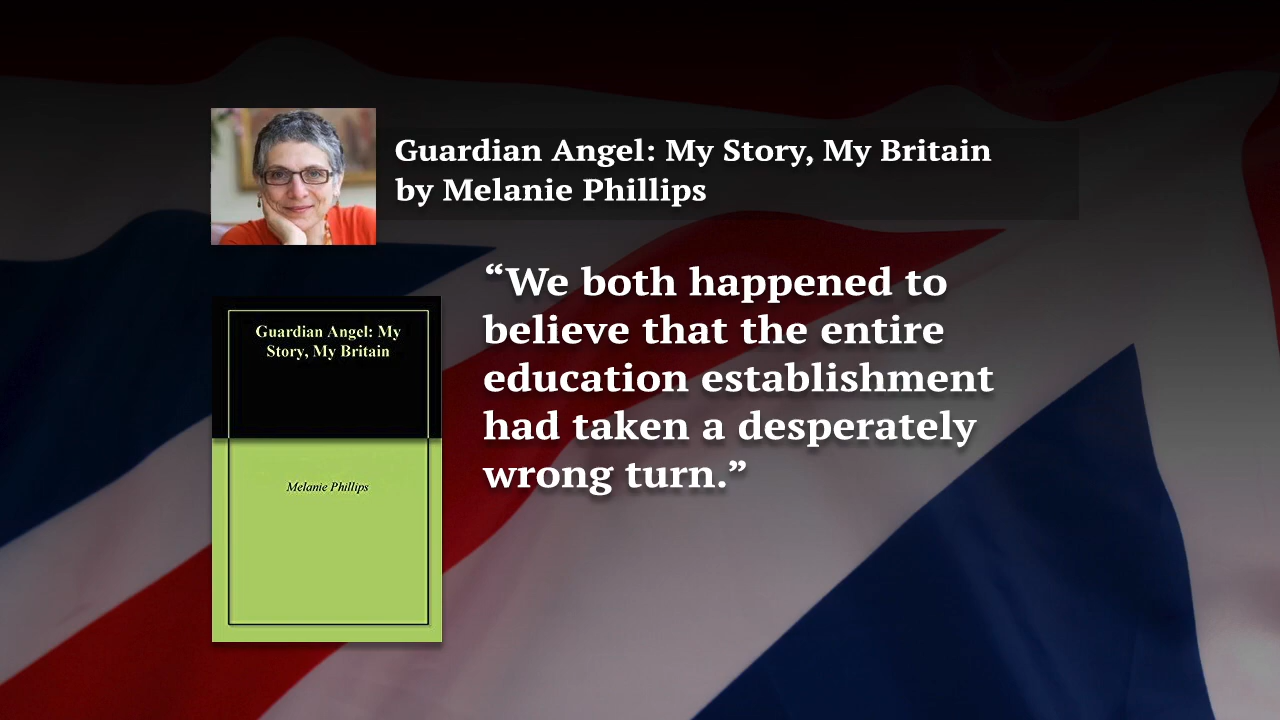 Guardian Angel: My Story, My Britain
by Melanie Phillips
Guardian Angel: My
Story, My Britain
Melanie Phillips
“We both happened to
believe that the entire
education establishment
had taken a desperately
wrong turn.”